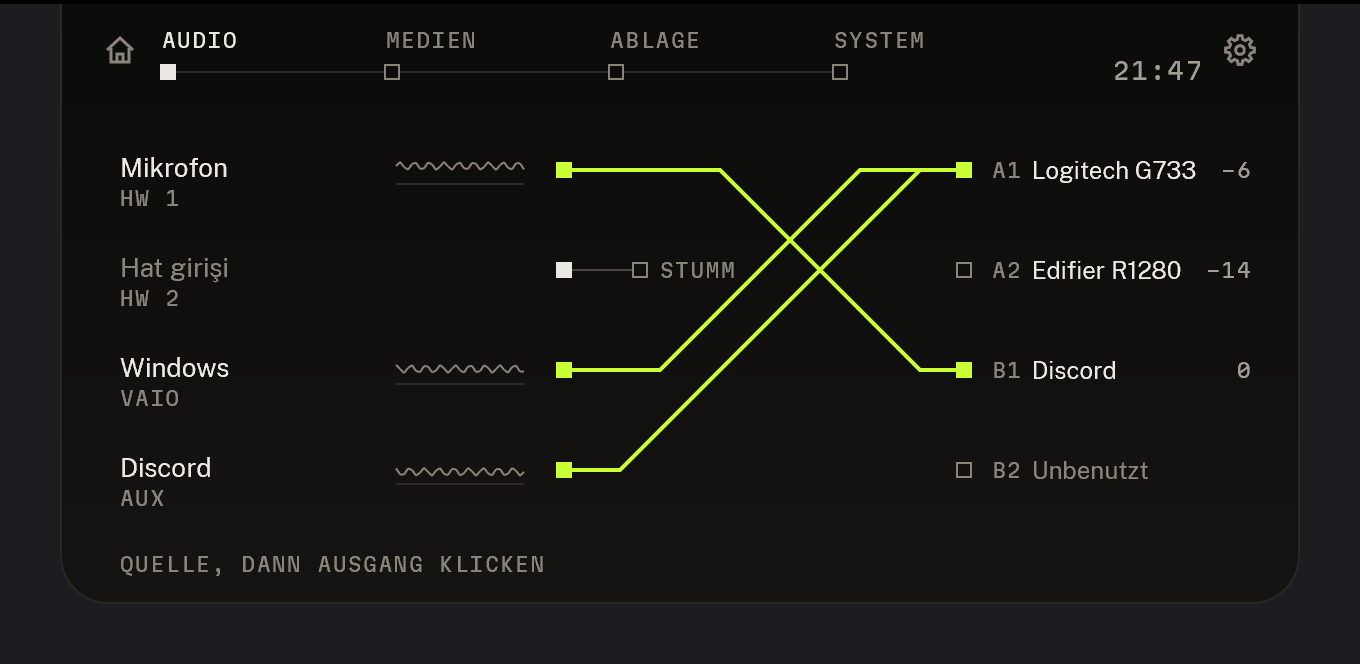 AUDIO MEDIEN ABLAGE SYSTEM
21:47
Mikrofon A1 Logitech G733 −6
HW 1
Hat girişi STUMM A2 Edifier R1280 −14
HW 2
Windows B1 Discord 0
VAIO
Discord B2 Unbenutzt
AUX
QUELLE, DANN AUSGANG KLICKEN